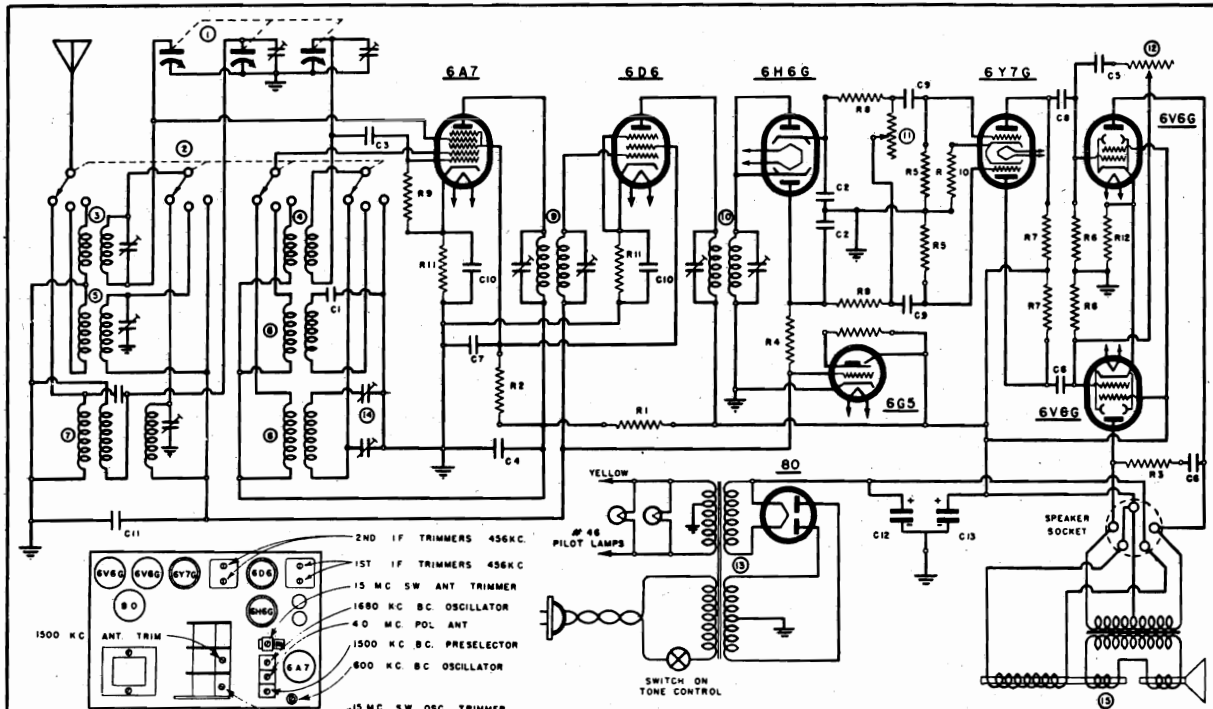 1
2
6A7
6D6
6H6G
6Y7G
12
C5
6V6G
C3
R9
R8
C9
11
R5
R 10
C8
C2
C2
3
4
5
R11
C10
9
R11
C10
10
R5
R7
R6
R12
R7
R6
C1
6
C7
R2
R4
R8
C9
6G5
C6
6V6G
7
8
14
R1
C4
C11
YELLOW
#46
PILOT LAMPS
80
13
C12
C13
R3
C6
SPEAKER
SOCKET
SWITCH ON
TONE CONTROL
15
6V6G
6V6G
6Y7G
6D6
80
6H6G
6A7
2ND IF TRIMMERS 456KC.
1ST IF TRIMMERS 456KC
15 MC SW ANT TRIMMER
1680 KC BC. OSCILLATOR
4.0 MC. POL ANT
1500 KC BC. PRESELECTOR
600 KC. BC OSCILLATOR
1500 KC ANT. TRIM
15 MC. SW OSC. TRIMMER